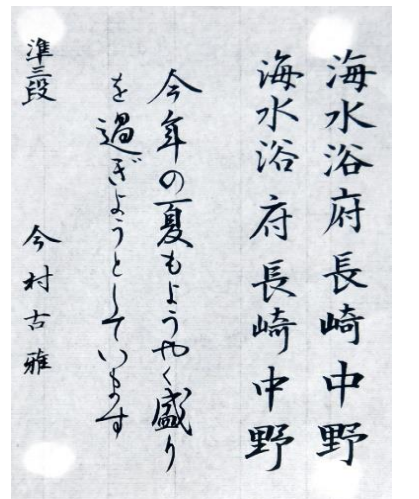 海水浴府長崎中野
海水浴府長崎中野
今年の夏もようやく盛り
を過ぎようとしています
準三段 今村古雅